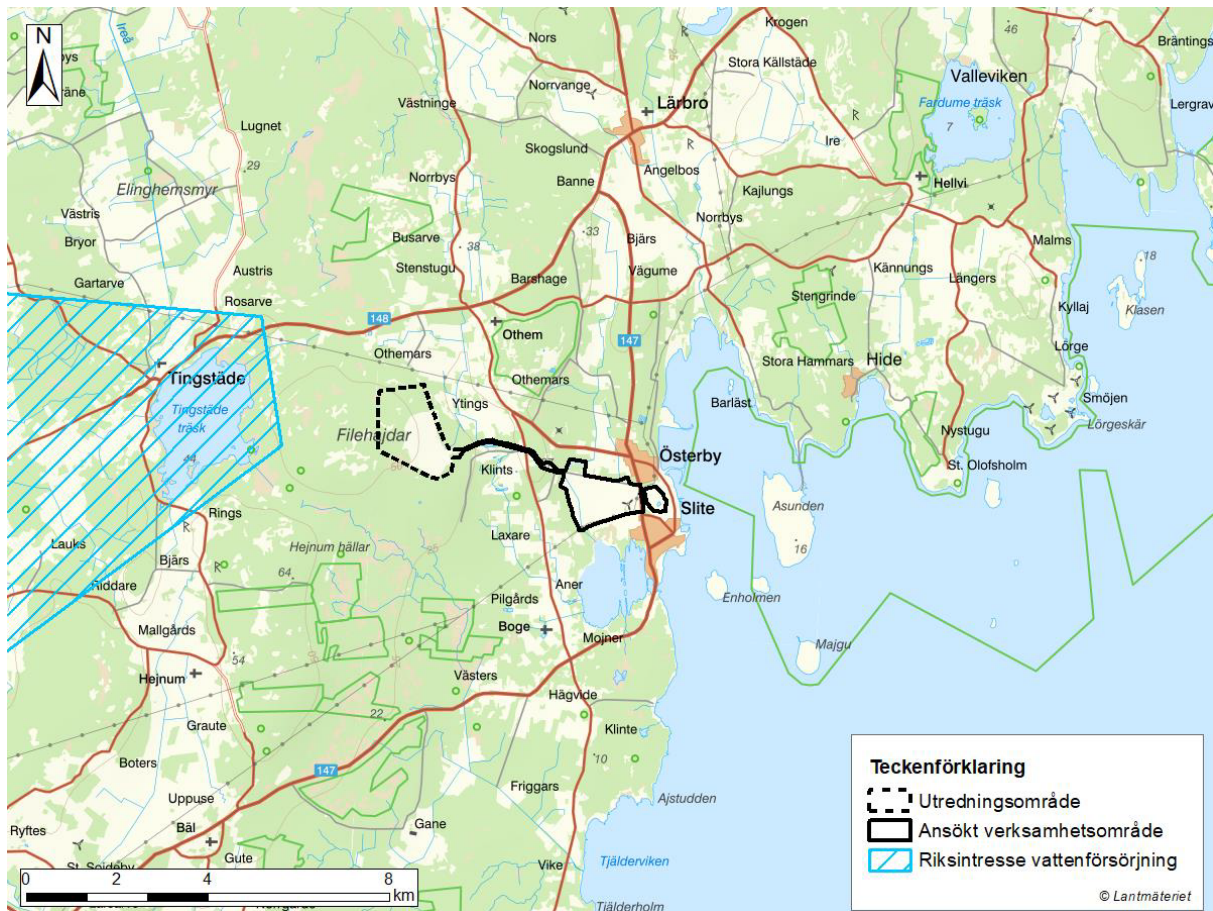 N
Ireå
Nors
Krogen
46
Bräntings
Stora Källstäde
Norrvange
Valleviken
Fardume träsk
7
Lergrav
Västninge
Lärbro
Lugnet
Ire
Skogslund
29
Angelbos
Norrbys
Banne
Hellvi
Elinghemsmyr
Kajlungs
Västris
Norrbys
Busarve
33
Bjärs
Malms
Bryor
38
18
Austris
Stenstugu
Barshage
Vägume
Kännungs
Längers
Gartarve
Stengrinde
Rosarve
Kyllaj
Klasen
148
Othem
147
Othemars
Stora Hammars
Hide
Lörge
Tingstäde
Othemars
Smöjen
Tingstäde
träsk
Ytings
Barläst
Lörgeskär
Filehajdar
Nystugu
Österby
44
Klints
St. Olofsholm
Slite
Asunden
Rings
Laxare
16
Lauks
Bjärs
Hejnum hällar
64
Aner
Riddare
Pilgårds
Enholmen
Mallgårds
Boge
Mojner
Majgu
54
Hejnum
Västers
Hägvide
22
Graute
Klinte
10
Boters
147
Friggars
Uppuse
Ajstudden
Ryftes
Bäl
Gane
Gute
Vike
Tjälderviken
Tjälderholm
0
2
4
8
km
Teckenförklaring
Utredningsområde
Ansökt verksamhetsområde
Riksintresse vattenförsörjning
© Lantmäteriet